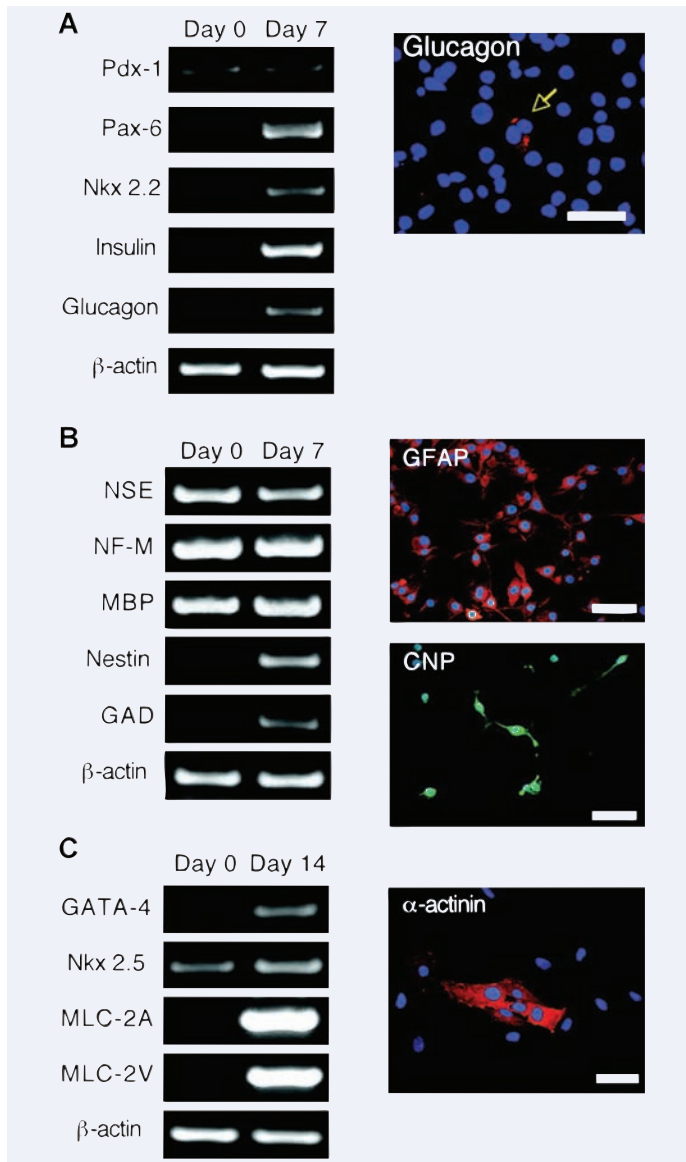 A
Day 0 Day 7
Pdx-1
Pax-6
Nkx 2.2
Insulin
Glucagon
β-actin
Glucagon
B
Day 0 Day 7
NSE
NF-M
MBP
Nestin
GAD
β-actin
GFAP
CNP
C
Day 0 Day 14
GATA-4
Nkx 2.5
MLC-2A
MLC-2V
β-actin
α-actinin